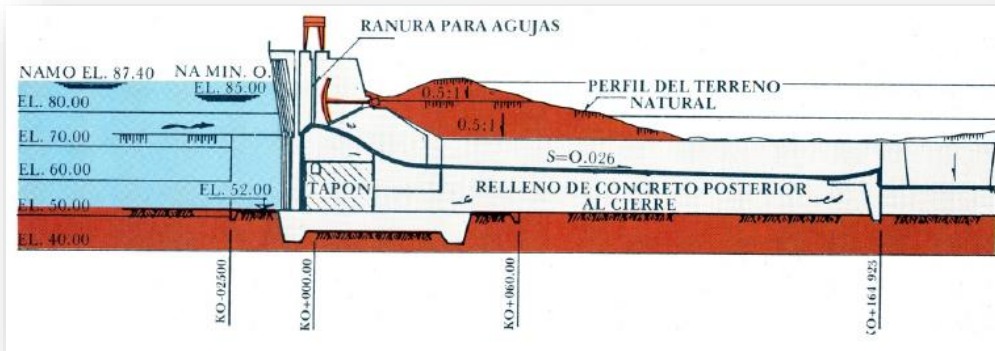 RANURA PARA AGUJAS
NAMO EL. 87.40
NA MIN. O.
EL. 85.00
EL. 80.00
0.5:1
PERFIL DEL TERRENO
NATURAL
EL. 70.00
0.5:1
S=0.026
EL. 60.00
EL. 52.00
TAPON
RELLENO DE CONCRETO POSTERIOR
AL CIERRE
EL. 50.00
EL. 40.00
KO-02500
KO+000.00
KO+060.00
KO+164 923